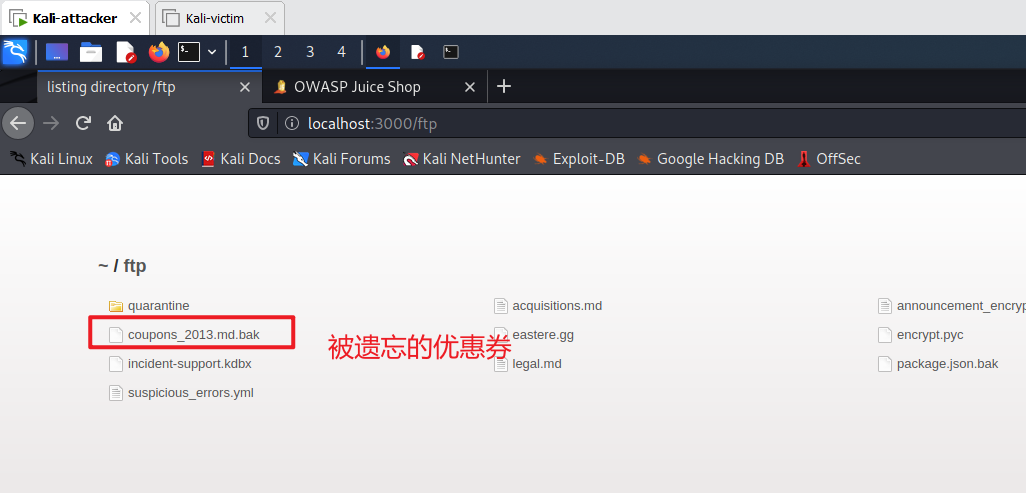 Kali-attacker Kali-victim
1 2 3 4
listing directory /ftp OWASP Juice Shop
localhost:3000/ftp
Kali Linux Kali Tools Kali Docs Kali Forums Kali NetHunter Exploit-DB Google Hacking DB OffSec
~ / ftp
quarantine acquisitions.md announcement_encryp
coupons_2013.md.bak eastere.gg encrypt.pyc
被遗忘的优惠券
incident-support.kdbx legal.md package.json.bak
suspicious_errors.yml